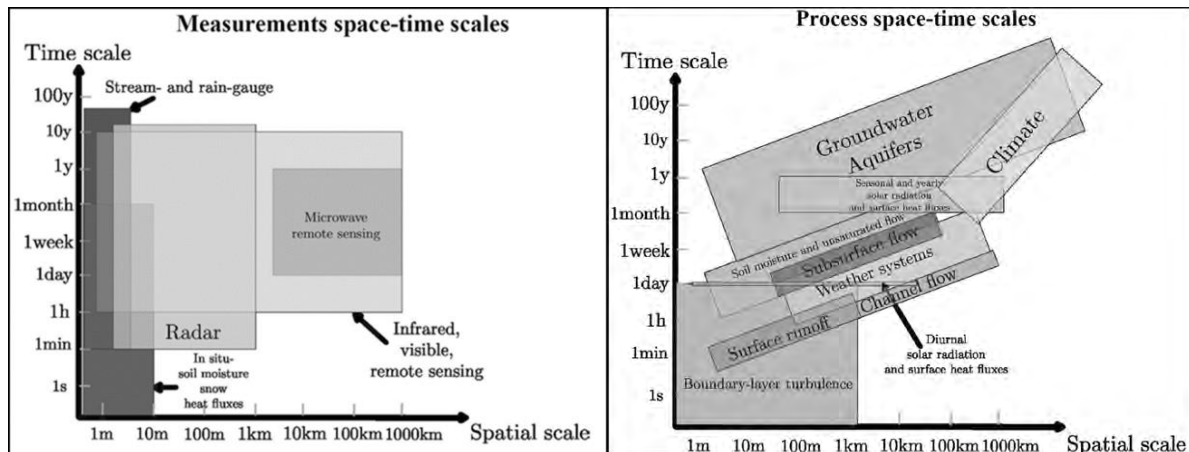 Measurements space-time scales
Time scale
Stream- and rain-gauge
100y
10y
1y
1month
1week
1day
1h
1min
1s
Microwave
remote sensing
Radar
Infrared,
visible,
remote sensing
In situ-
soil moisture
snow
heat fluxes
1m 10m 100m 1km 10km 100km 1000km
Spatial scale
Process space-time scales
Time scale
100y
10y
1y
1month
1week
1day
1h
1min
1s
Groundwater
Aquifers
Climate
Seasonal and yearly
solar radiation
and surface heat fluxes
Soil moisture and unsaturated flow
Subsurface flow
Weather systems
Channel flow
Surface runoff
Diurnal
solar radiation
and surface heat fluxes
Boundary-layer turbulence
1m 10m 100m 1km 10km 100km 1000km
Spatial scale